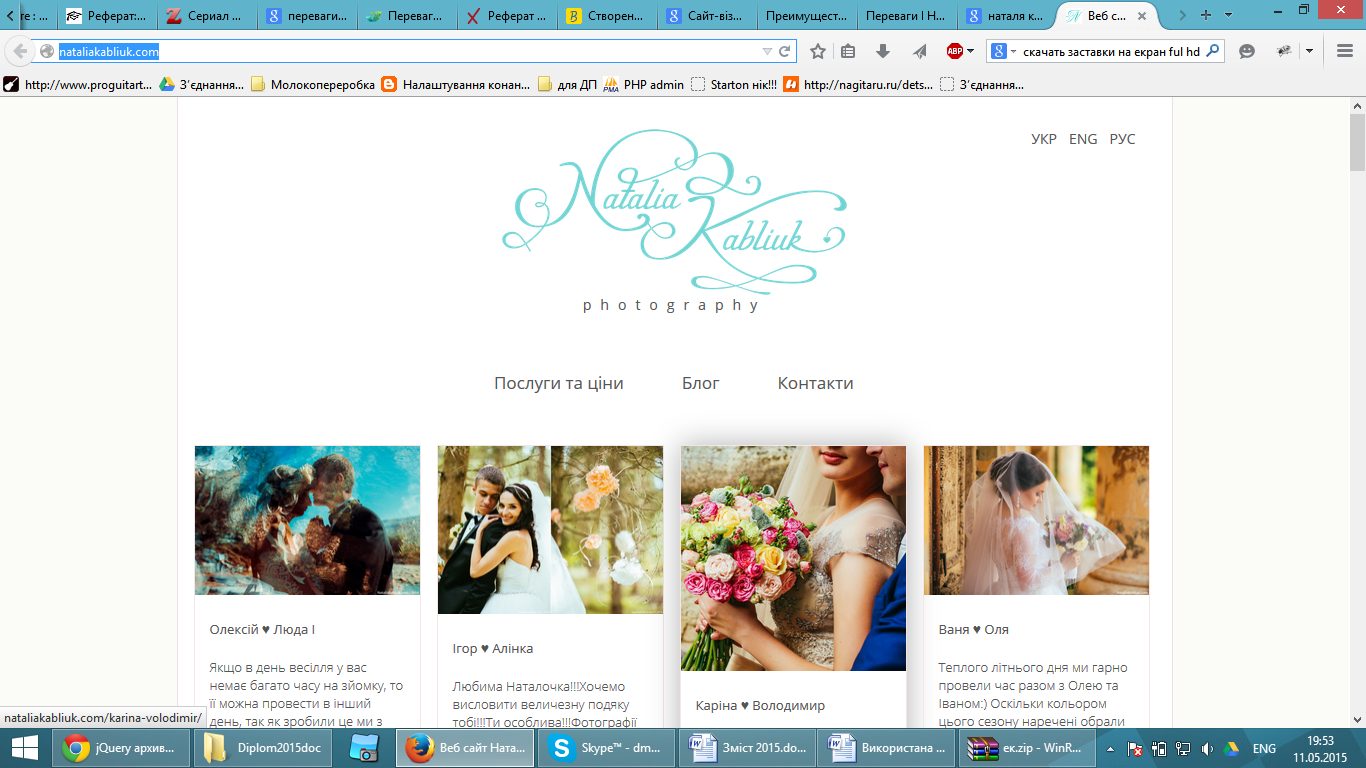 те : ...
Реферат:...
Сериал ...
переваги...
Переваг...
Реферат ...
Створен...
Сайт-віз...
Преимущест...
Переваги І Н...
наталя к...
Веб с...
nataliakabliuk.com
ABP
скачать заставки на екран ful hd
http://www.proguitart...
З'єднання...
Молокопереробка
Налаштування конан...
для ДП
PMA
PHP admin
Starton нік!!!
http://nagitaru.ru/dets...
З'єднання...
УКР ENG РУС
Natalia
Kabliuk
photography
Послуги та ціни
Блог
Контакти
Олексій ♥ Люда І
Якщо в день весілля у вас
немає багато часу на зйомку, то
її можна провести в інший
день, так як зробили це ми з
Ігор ♥ Алінка
Любима Наталочка!!!Хочемо
висловити величезну подяку
тобі!!!Ти особлива!!!Фотографії
Каріна ♥ Володимир
Ваня ♥ Оля
Теплого літнього дня ми гарно
провели час разом з Олею та
Іваном:) Оскільки кольором
цього сезону наречені обрали
nataliakabliuk.com/karina-volodimir/
jQuery архив...
Diplom2015doc
Веб сайт Ната...
Skype™ - dm...
Зміст 2015.do...
Використана ...
ек.zip - WinR...
ENG
19:53
11.05.2015